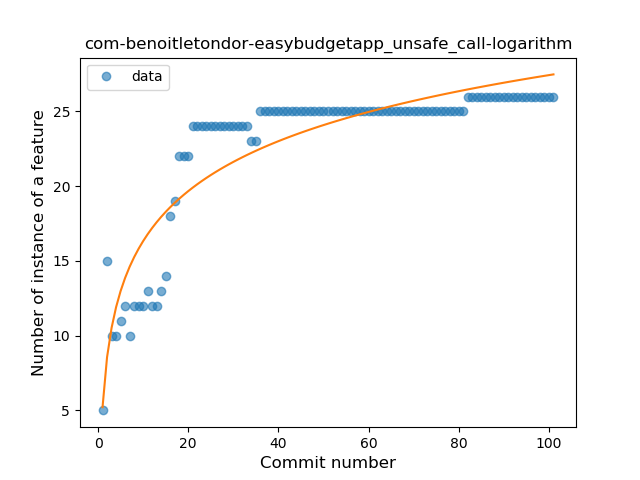 com-benoitletondor-easybudgetapp_unsafe_call-logarithm
data
Number of instance of a feature
25
20
15
10
5
0 20 40 60 80 100
Commit number